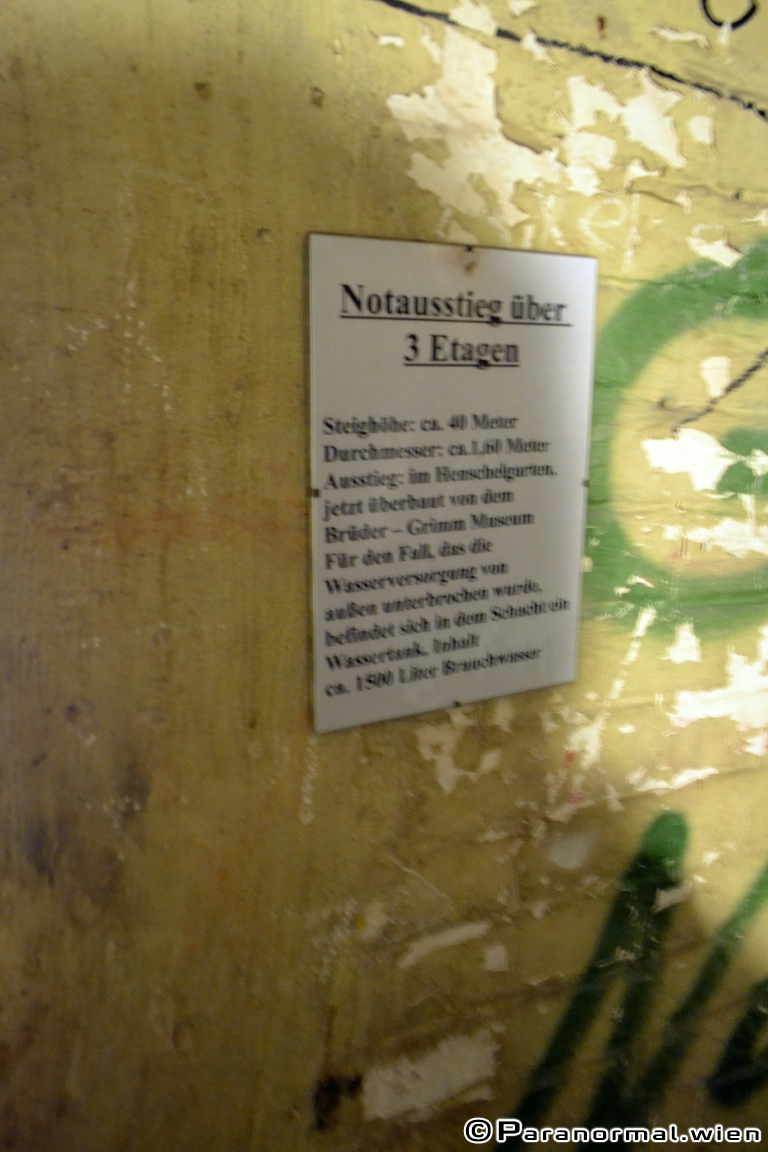 Notausstieg über
3 Etagen
Steighöhe: ca. 40 Meter
Durchmesser: ca.1,60 Meter
Ausstieg: im Henschelgarten,
jetzt überbaut von dem
Brüder – Grimm Museum
Für den Fall, das die
Wasserversorgung von
außen unterbrochen wurde,
befindet sich in dem Schacht ein
Wassertank, Inhalt
ca. 1500 Liter Brauchwasser
©Paranormal.wien